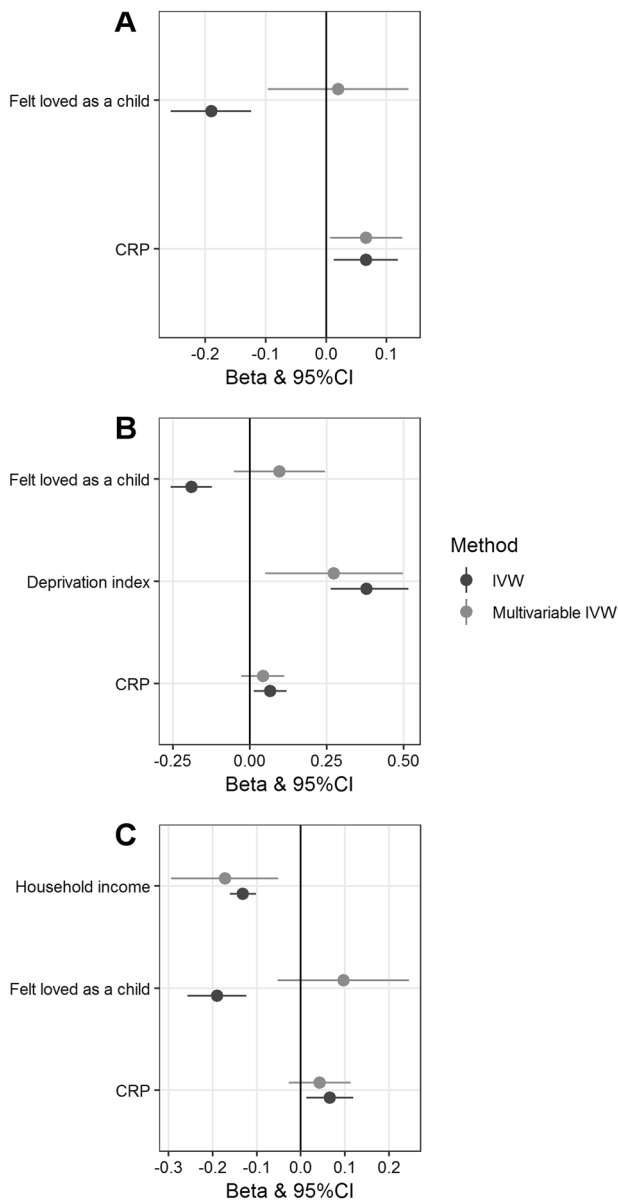 A
Felt loved as a child
CRP
-0.2 -0.1 0.0 0.1
Beta & 95%CI
B
Felt loved as a child
Deprivation index
CRP
-0.25 0.00 0.25 0.50
Beta & 95%CI
Method
IVW
Multivariable IVW
C
Household income
Felt loved as a child
CRP
-0.3 -0.2 -0.1 0.0 0.1 0.2
Beta & 95%CI